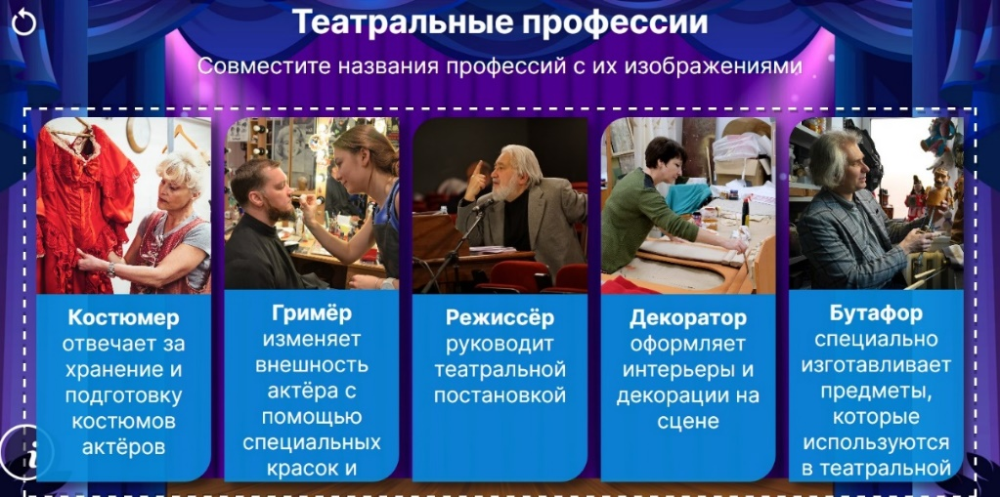 Театральные профессии
Совместите названия профессий с их изображениями
Костюмер
отвечает за
хранение и
подготовку
костюмов
актёров
Гримёр
изменяет
внешность
актёра с
помощью
специальных
красок и
Режиссёр
руководит
театральной
постановкой
Декоратор
оформляет
интерьеры и
декорации на
сцене
Бутафор
специально
изготавливает
предметы,
которые
используются
в театральной
i